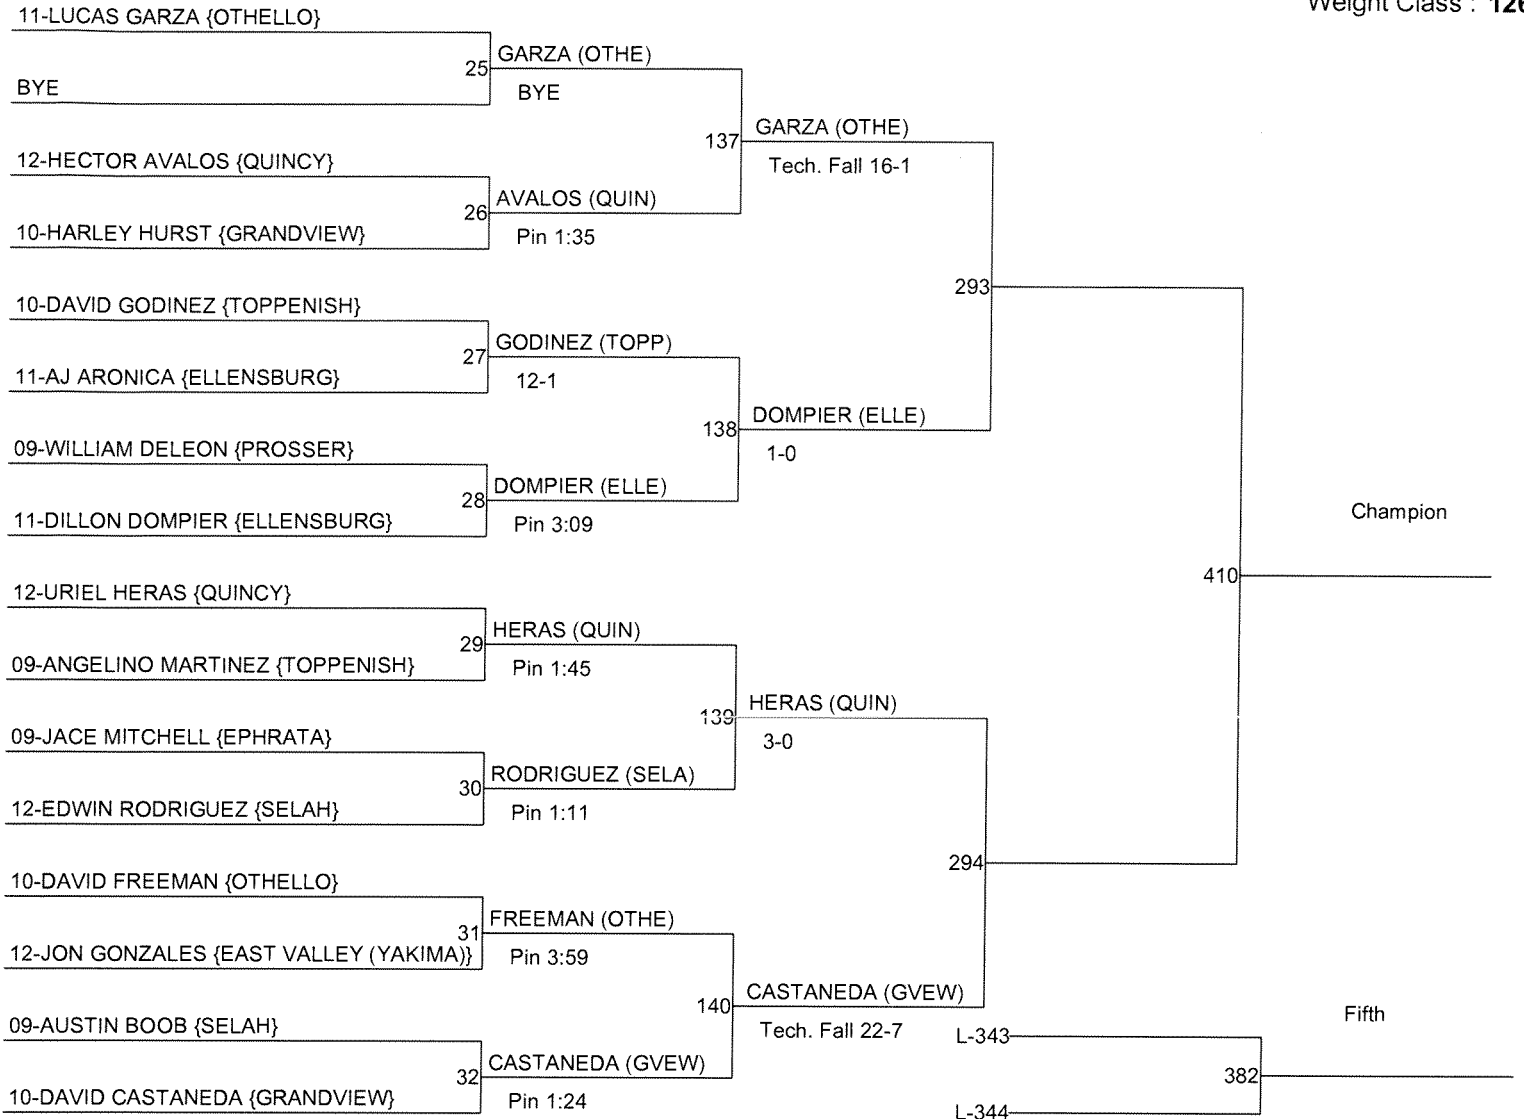 Weight Class : 126
11-LUCAS GARZA {OTHELLO}
25
GARZA (OTHE)
BYE
BYE
137
GARZA (OTHE)
Tech. Fall 16-1
12-HECTOR AVALOS {QUINCY}
26
AVALOS (QUIN)
10-HARLEY HURST {GRANDVIEW}
Pin 1:35
293
10-DAVID GODINEZ {TOPPENISH}
27
GODINEZ (TOPP)
11-AJ ARONICA {ELLENSBURG}
12-1
138
DOMPIER (ELLE)
1-0
09-WILLIAM DELEON {PROSSER}
28
DOMPIER (ELLE)
11-DILLON DOMPIER {ELLENSBURG}
Pin 3:09
Champion
410
12-URIEL HERAS {QUINCY}
29
HERAS (QUIN)
09-ANGELINO MARTINEZ {TOPPENISH}
Pin 1:45
139
HERAS (QUIN)
3-0
09-JACE MITCHELL {EPHRATA}
30
RODRIGUEZ (SELA)
12-EDWIN RODRIGUEZ {SELAH}
Pin 1:11
294
10-DAVID FREEMAN {OTHELLO}
31
FREEMAN (OTHE)
12-JON GONZALES {EAST VALLEY (YAKIMA)}
Pin 3:59
140
CASTANEDA (GVEW)
Tech. Fall 22-7
09-AUSTIN BOOB {SELAH}
32
CASTANEDA (GVEW)
10-DAVID CASTANEDA {GRANDVIEW}
Pin 1:24
Fifth
L-343
382
L-344